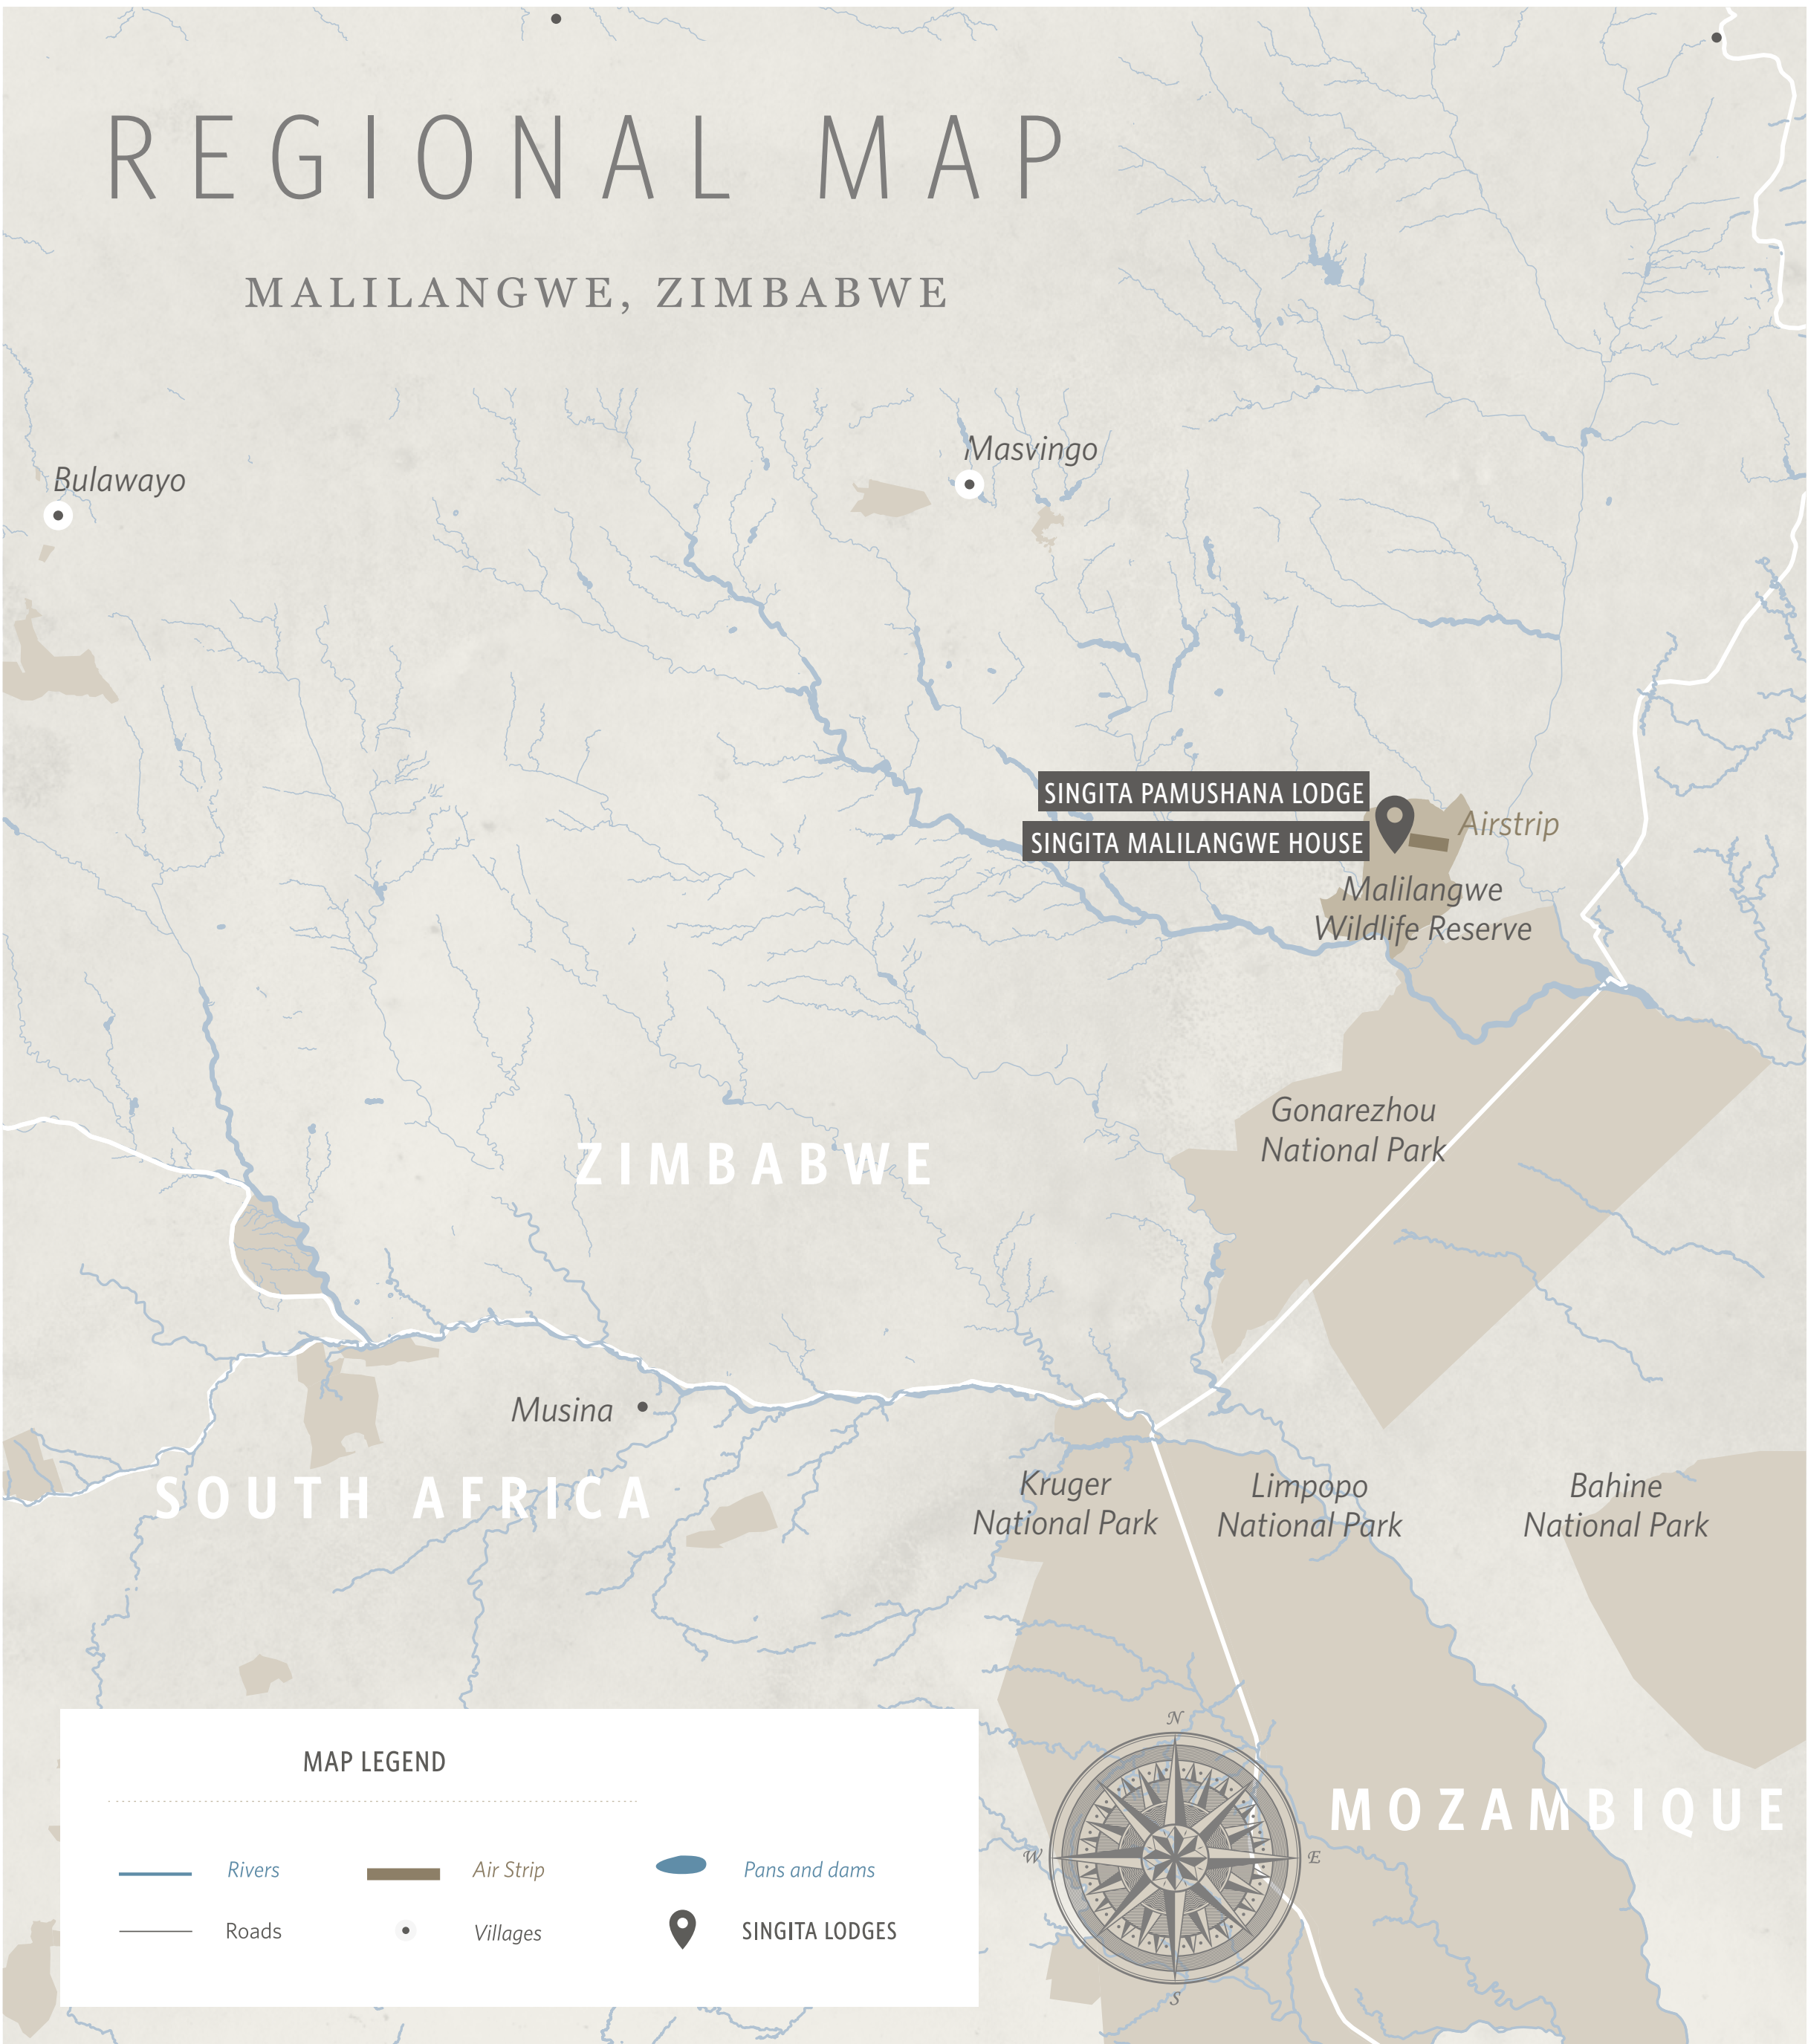 REGIONAL MAP
MALILANGWE, ZIMBABWE
Masvingo
Bulawayo
SINGITA PAMUSHANA LODGE
SINGITA MALILANGWE HOUSE
Airstrip
Malilangwe
Wildlife Reserve
Gonarezhou
National Park
ZIMBABWE
Musina
SOUTH AFRICA
Kruger
National Park
Limpopo
National Park
Bahine
National Park
MOZAMBIQUE
N
W
E
S
MAP LEGEND
Rivers
Air Strip
Pans and dams
Roads
Villages
SINGITA LODGES